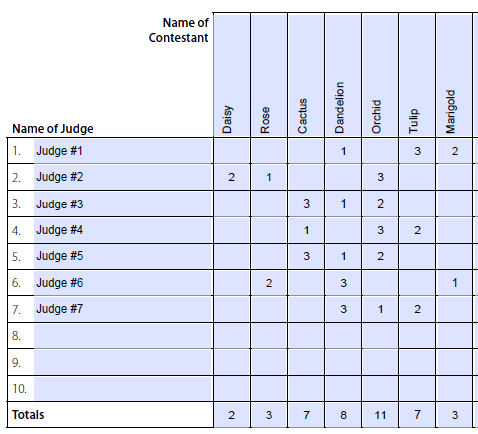 Name of
Contestant
Daisy Rose Cactus Dandelion Orchid Tulip Marigold
Name of Judge
1. Judge #1 1 3 2
2. Judge #2 2 1 3
3. Judge #3 3 1 2
4. Judge #4 1 3 2
5. Judge #5 3 1 2
6. Judge #6 2 3 1
7. Judge #7 3 1 2
8.
9.
10.
Totals 2 3 7 8 11 7 3